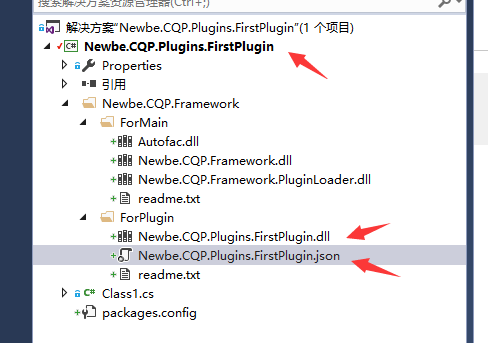 搜索解决方案资源管理器(Ctrl+;)
解决方案"Newbe.CQP.Plugins.FirstPlugin"(1 个项目)
Newbe.CQP.Plugins.FirstPlugin
Properties
引用
Newbe.CQP.Framework
ForMain
Autofac.dll
Newbe.CQP.Framework.dll
Newbe.CQP.Framework.PluginLoader.dll
readme.txt
ForPlugin
Newbe.CQP.Plugins.FirstPlugin.dll
Newbe.CQP.Plugins.FirstPlugin.json
readme.txt
Class1.cs
packages.config